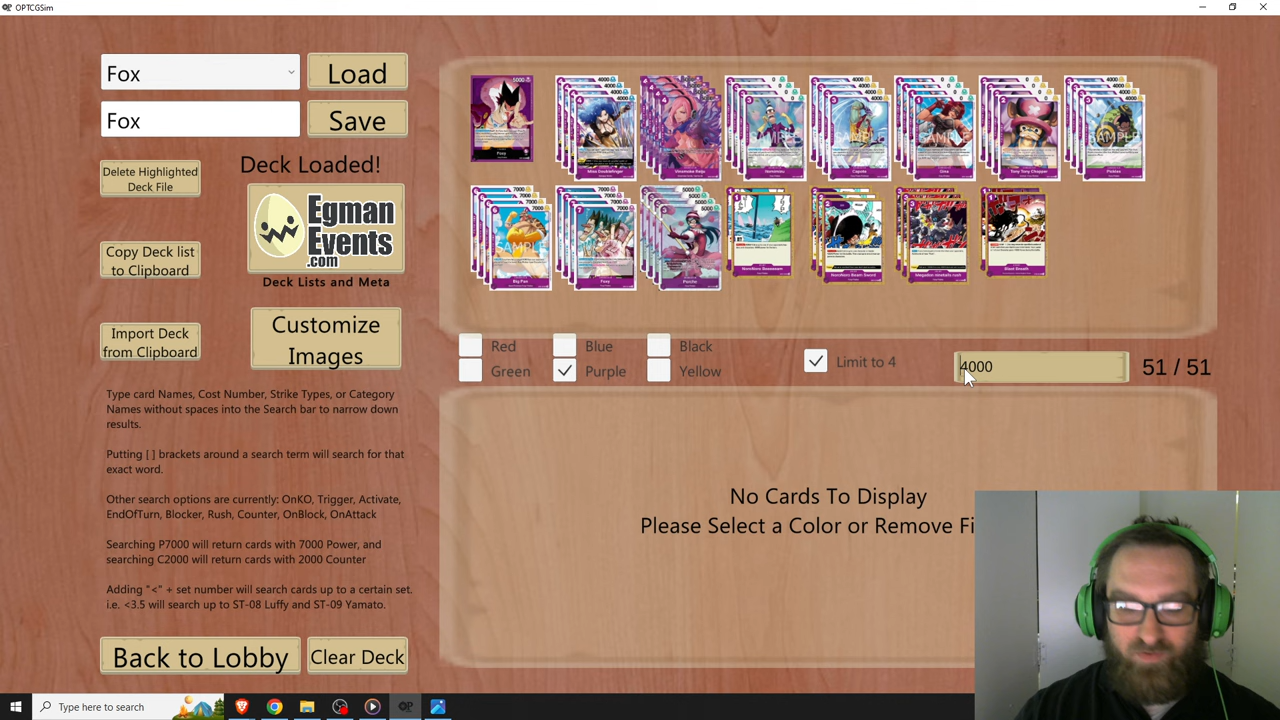 OPTCGSim
Fox
Load
Fox
Save
Delete Highlighted
Deck File
Deck Loaded!
Egman
Events
.com
Deck Lists and Meta
Copy Deck list
to Clipboard
Import Deck
from Clipboard
Customize
Images
Type card Names, Cost Number, Strike Types, or Category
Names without spaces into the Search bar to narrow down
results.
Putting [ ] brackets around a search term will search for that
exact word.
Other search options are currently: OnKO, Trigger, Activate,
EndOfTurn, Blocker, Rush, Counter, OnBlock, OnAttack
Searching P7000 will return cards with 7000 Power, and
searching C2000 will return cards with 2000 Counter
Adding "<" + set number will search cards up to a certain set.
i.e. <3.5 will search up to ST-08 Luffy and ST-09 Yamato.
Back to Lobby
Clear Deck
Red
Blue
Black
Green
Purple
Yellow
Limit to 4
4000
51 / 51
No Cards To Display
Please Select a Color or Remove Fi
Type here to search